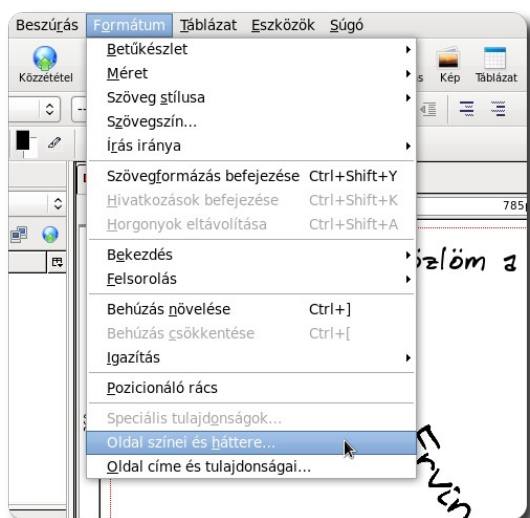 Beszúrás Formátum Táblázat Eszközök Súgó
Közzététel
Kép Táblázat
Betűkészlet
Méret
Szöveg stílusa
Szövegszín...
Írás iránya
Szövegformázás befejezése Ctrl+Shift+Y
Hivatkozások befejezése Ctrl+Shift+K
Horgonyok eltávolítása Ctrl+Shift+A
785
Bekezdés
Felsorolás
özlöm a
Behúzás növelése Ctrl+]
Behúzás csökkentése Ctrl+[
Igazítás
Pozicionáló rács
Speciális tulajdonságok...
Oldal színei és háttere...
Oldal címe és tulajdonságai...
Ervin